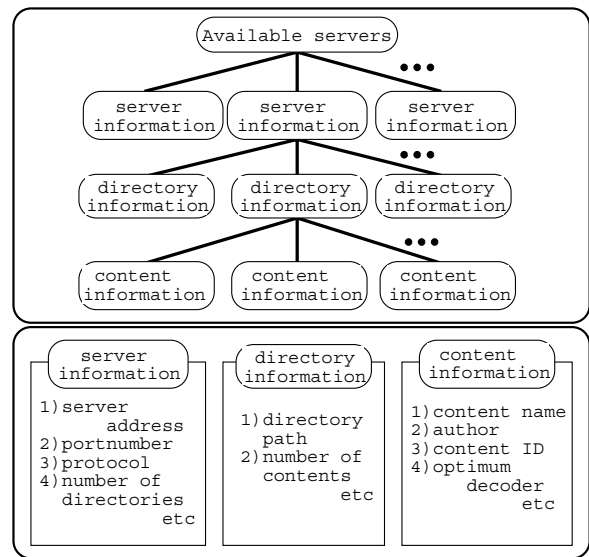 Available servers
•••
server information
server information
server information
•••
directory information
directory information
directory information
•••
content information
content information
content information
server information
1)server address
2)portnumber
3)protocol
4)number of directories
etc
directory information
1)directory path
2)number of contents
etc
content information
1)content name
2)author
3)content ID
4)optimum decoder
etc